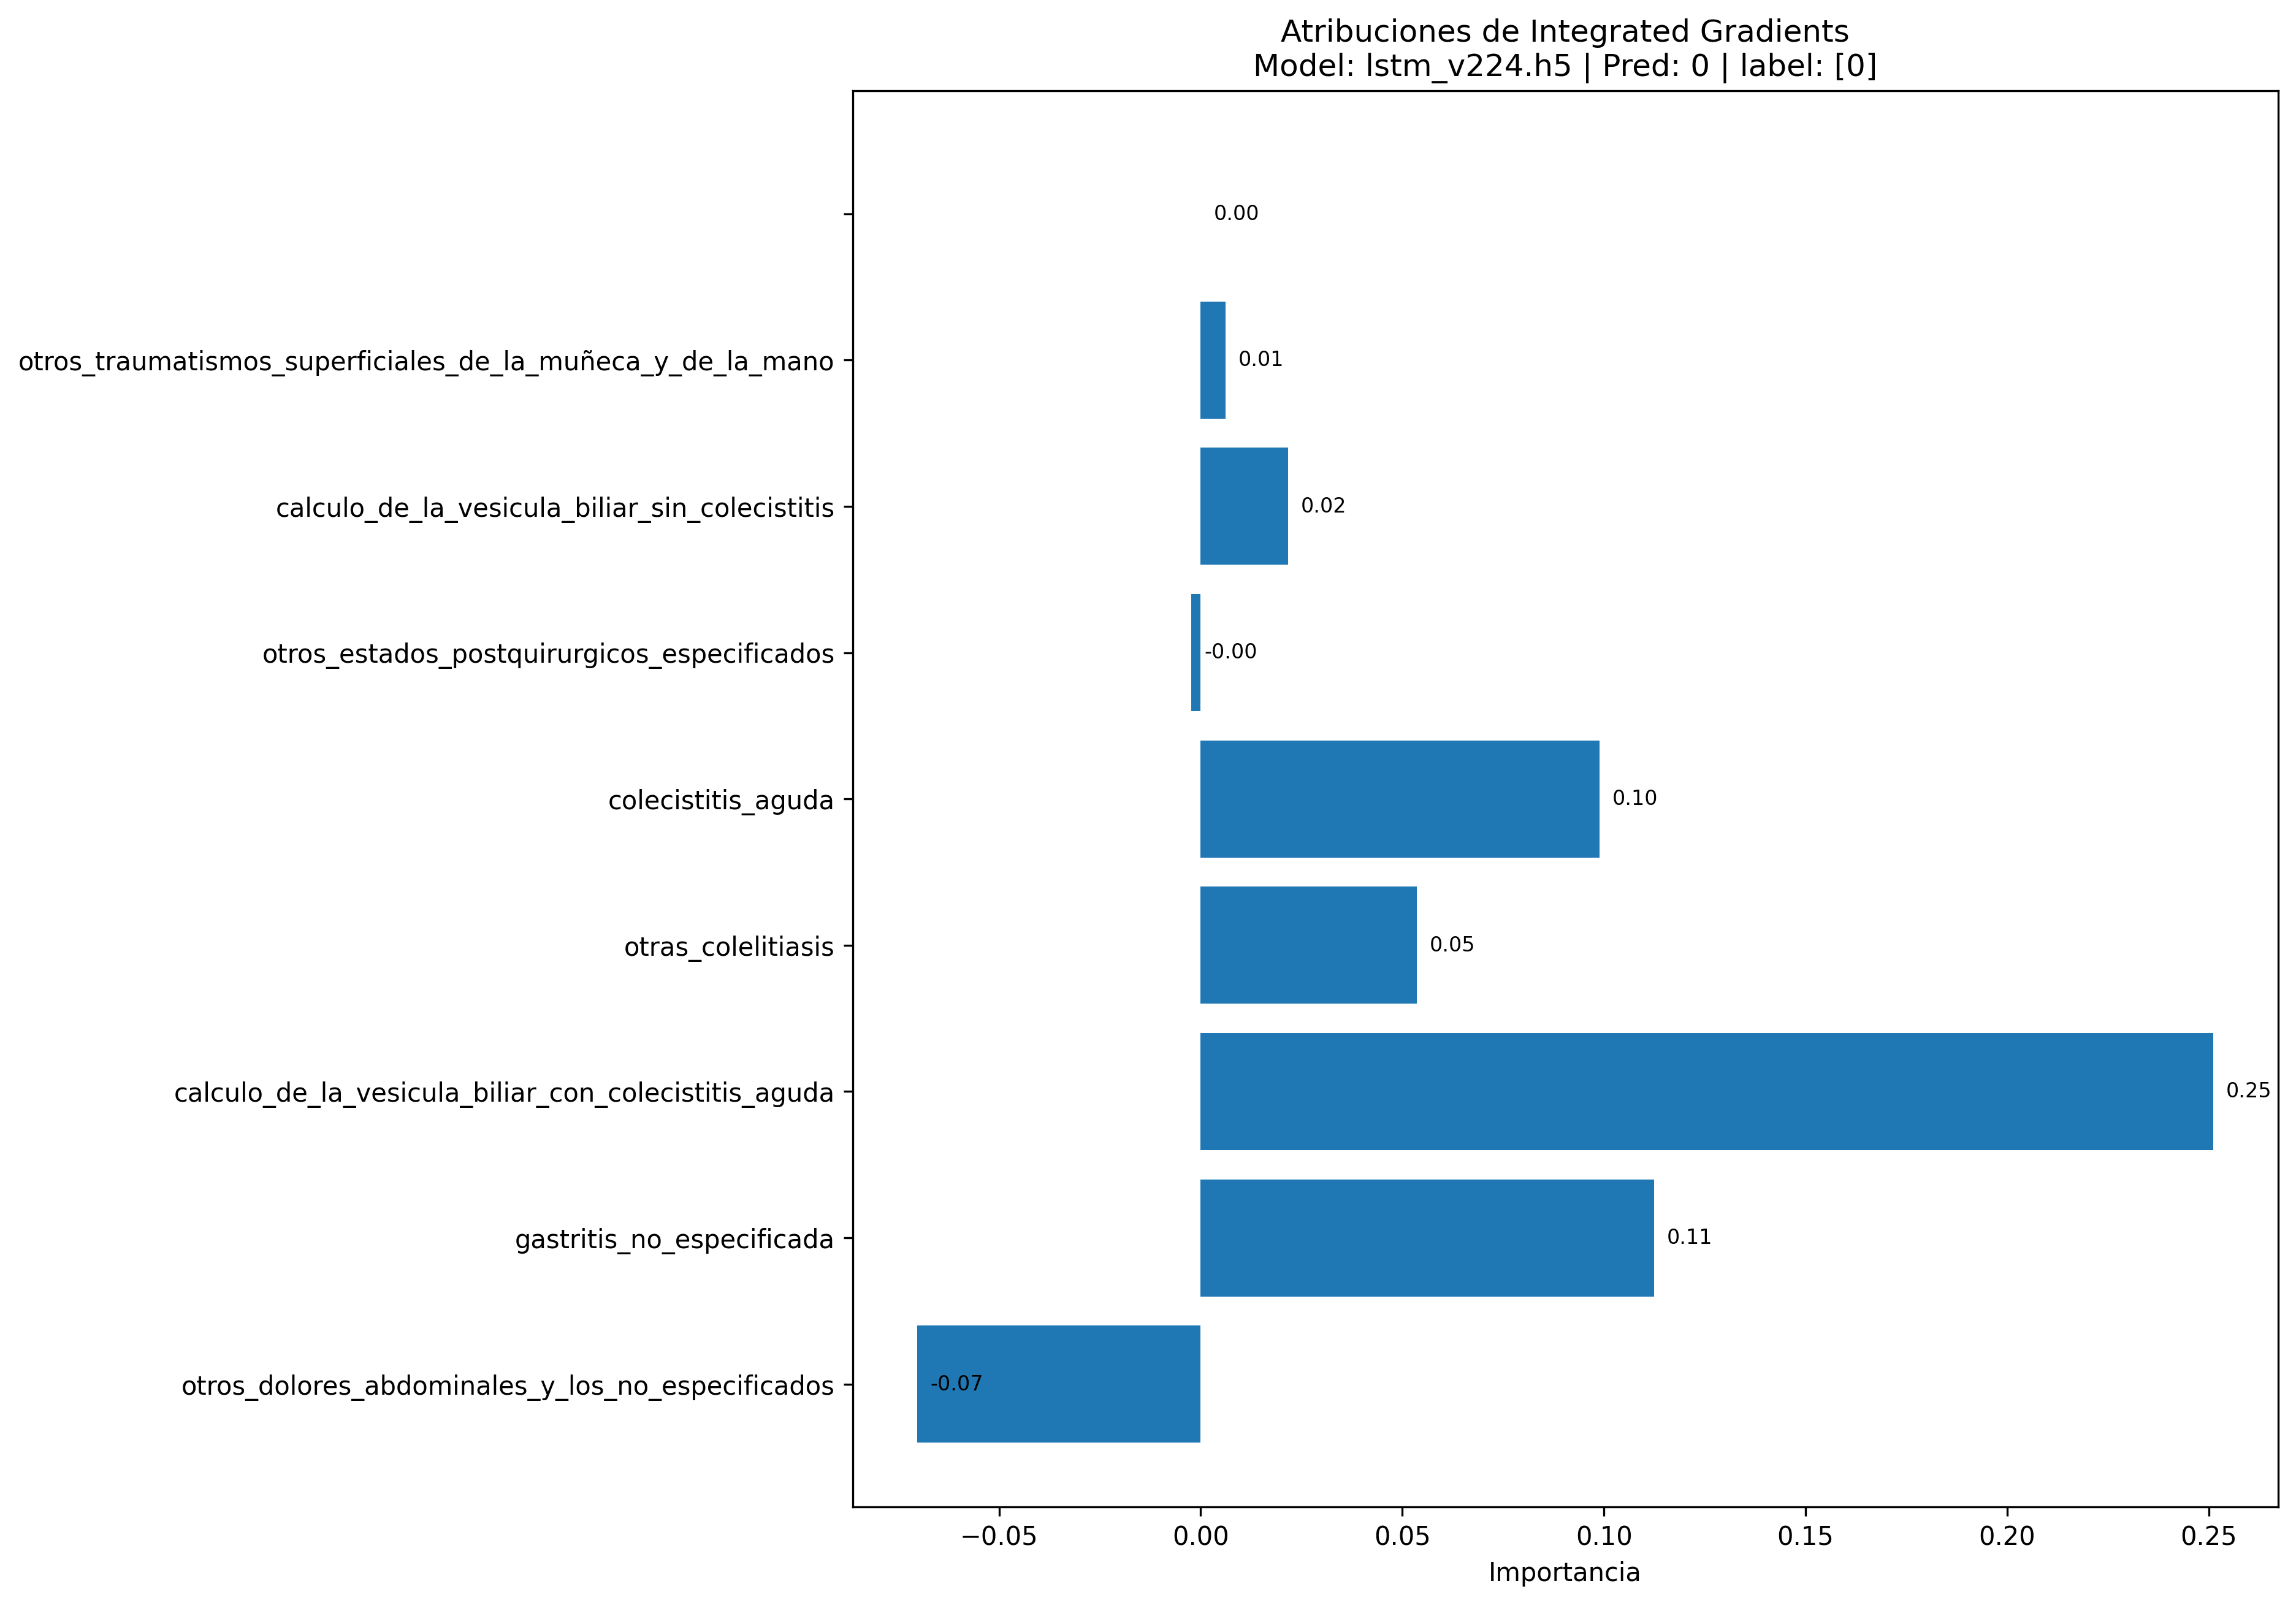 Atribuciones de Integrated Gradients
Model: lstm_v224.h5 | Pred: 0 | label: [0]
0.00
otros_traumatismos_superficiales_de_la_muñeca_y_de_la_mano 0.01
calculo_de_la_vesicula_biliar_sin_colecistitis 0.02
otros_estados_postquirurgicos_especificados -0.00
colecistitis_aguda 0.10
otras_colelitiasis 0.05
calculo_de_la_vesicula_biliar_con_colecistitis_aguda 0.25
gastritis_no_especificada 0.11
otros_dolores_abdominales_y_los_no_especificados -0.07
−0.05 0.00 0.05 0.10 0.15 0.20 0.25
Importancia